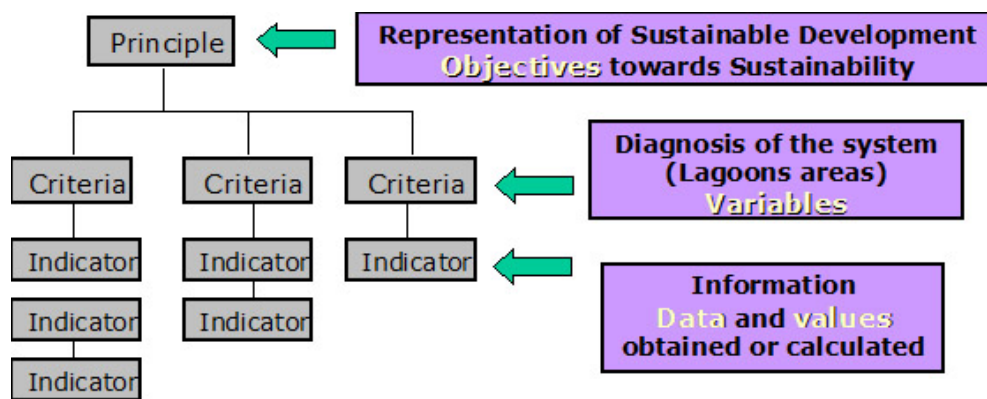 Principle
Representation of Sustainable Development
Objectives towards Sustainability
Criteria
Criteria
Criteria
Diagnosis of the system
(Lagoons areas)
Variables
Indicator
Indicator
Indicator
Information
Data and values
obtained or calculated
Indicator
Indicator
Indicator